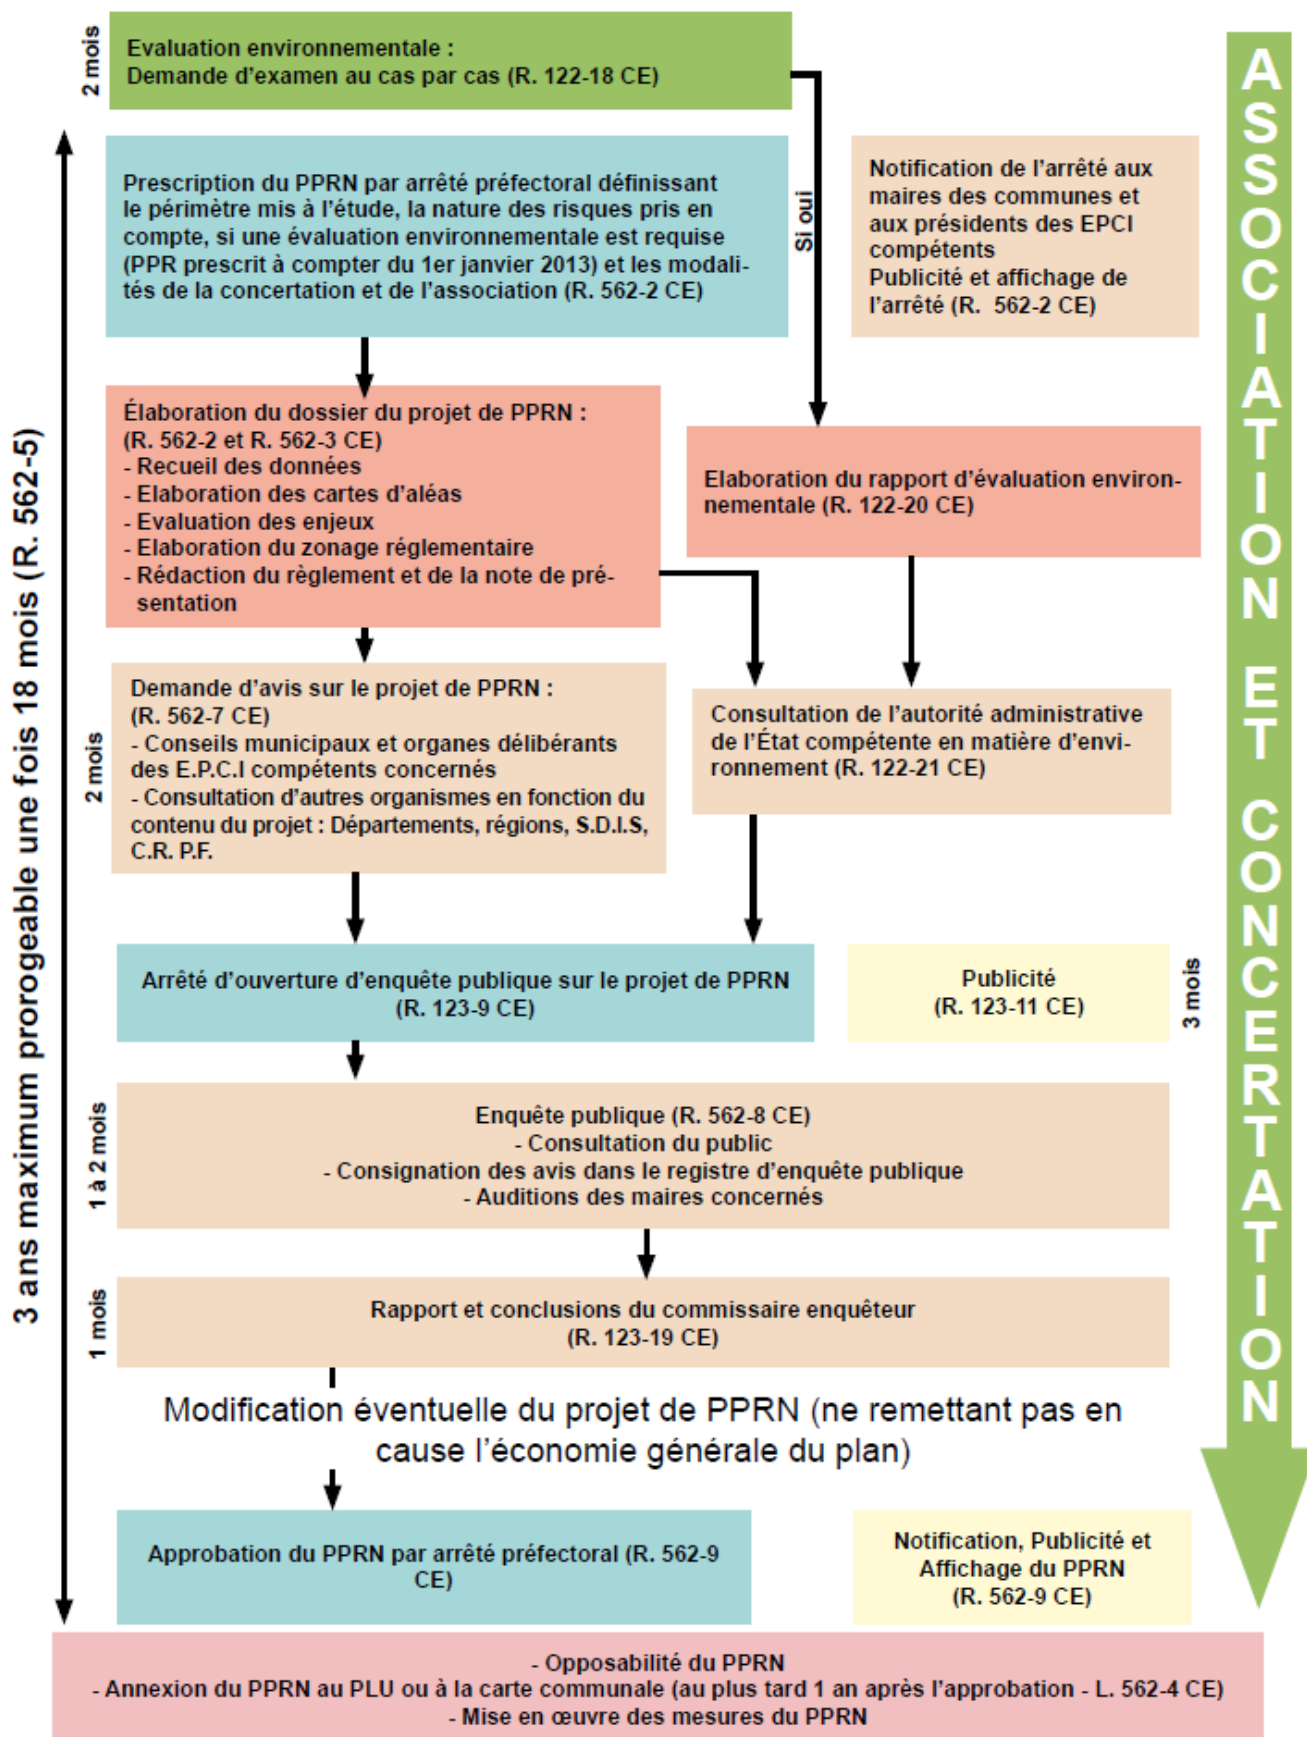 2 mois
Evaluation environnementale :
Demande d'examen au cas par cas (R. 122-18 CE)
3 ans maximum prorogeable une fois 18 mois (R. 562-5)
Prescription du PPRN par arrêté préfectoral définissant
le périmètre mis à l'étude, la nature des risques pris en
compte, si une évaluation environnementale est requise
(PPR prescrit à compter du 1er janvier 2013) et les modali-
tés de la concertation et de l'association (R. 562-2 CE)
Si oui
Notification de l'arrêté aux
maires des communes et
aux présidents des EPCI
compétents
Publicité et affichage de
l'arrêté (R. 562-2 CE)
Élaboration du dossier du projet de PPRN :
(R. 562-2 et R. 562-3 CE)
- Recueil des données
- Elaboration des cartes d'aléas
- Evaluation des enjeux
- Elaboration du zonage réglementaire
- Rédaction du règlement et de la note de pré-
sentation
Elaboration du rapport d'évaluation environ-
nementale (R. 122-20 CE)
2 mois
Demande d'avis sur le projet de PPRN :
(R. 562-7 CE)
- Conseils municipaux et organes délibérants
des E.P.C.I compétents concernés
- Consultation d'autres organismes en fonction du
contenu du projet : Départements, régions, S.D.I.S,
C.R. P.F.
Consultation de l'autorité administrative
de l'État compétente en matière d'envi-
ronnement (R. 122-21 CE)
Arrêté d'ouverture d'enquête publique sur le projet de PPRN
(R. 123-9 CE)
Publicité
(R. 123-11 CE)
3 mois
1 à 2 mois
Enquête publique (R. 562-8 CE)
- Consultation du public
- Consignation des avis dans le registre d'enquête publique
- Auditions des maires concernés
1 mois
Rapport et conclusions du commissaire enquêteur
(R. 123-19 CE)
Modification éventuelle du projet de PPRN (ne remettant pas en
cause l'économie générale du plan)
Approbation du PPRN par arrêté préfectoral (R. 562-9
CE)
Notification, Publicité et
Affichage du PPRN
(R. 562-9 CE)
- Opposabilité du PPRN
- Annexion du PPRN au PLU ou à la carte communale (au plus tard 1 an après l'approbation - L. 562-4 CE)
- Mise en œuvre des mesures du PPRN
ASSOCIATION ET CONCERTATION